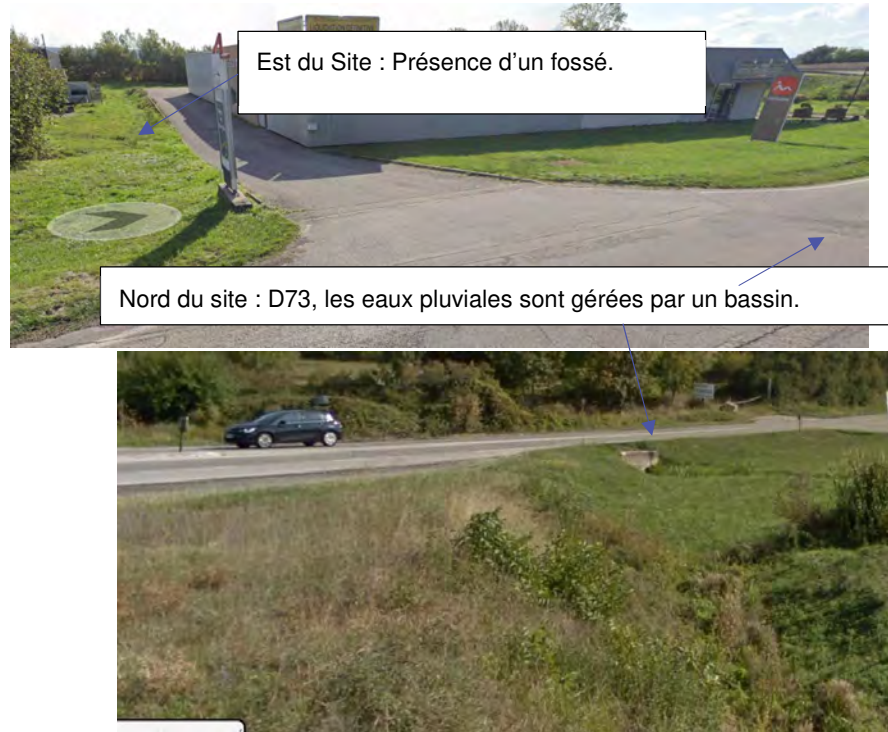 Est du Site : Présence d’un fossé.
Nord du site : D73, les eaux pluviales sont gérées par un bassin.